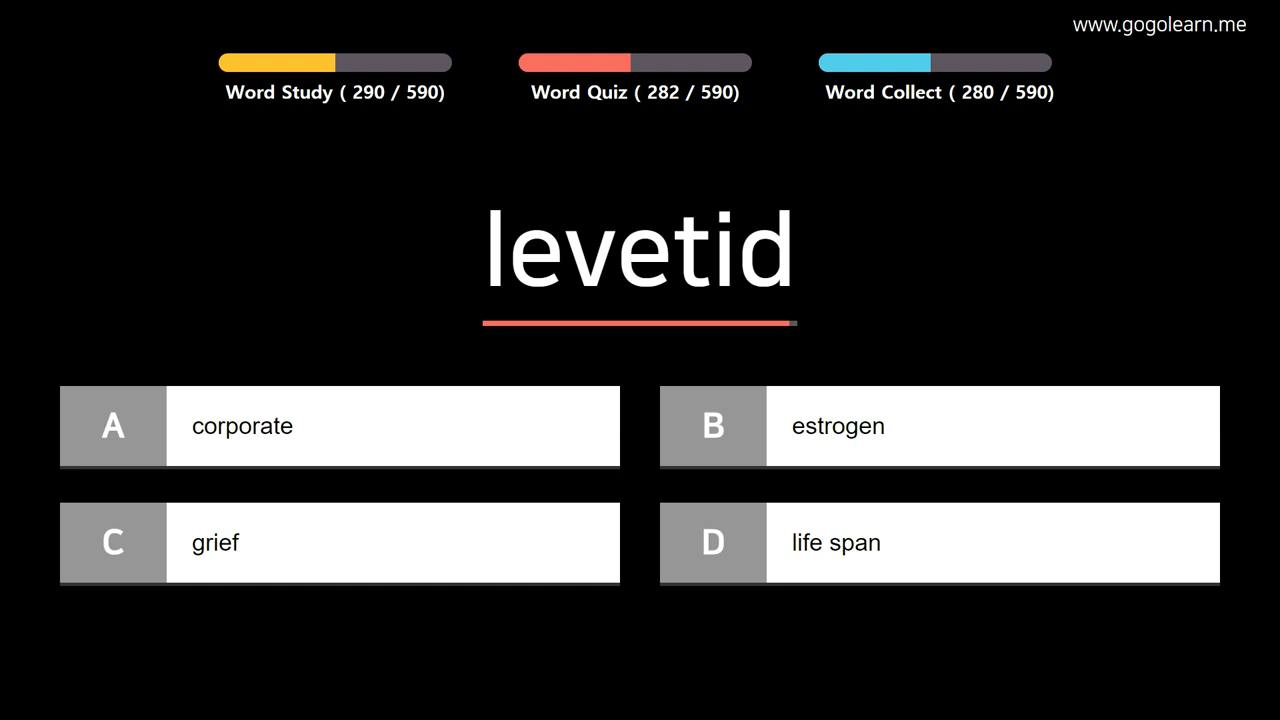 www.gogolearn.me
Word Study ( 290 / 590)
Word Quiz ( 282 / 590)
Word Collect ( 280 / 590)
levetid
A corporate
B estrogen
C grief
D life span